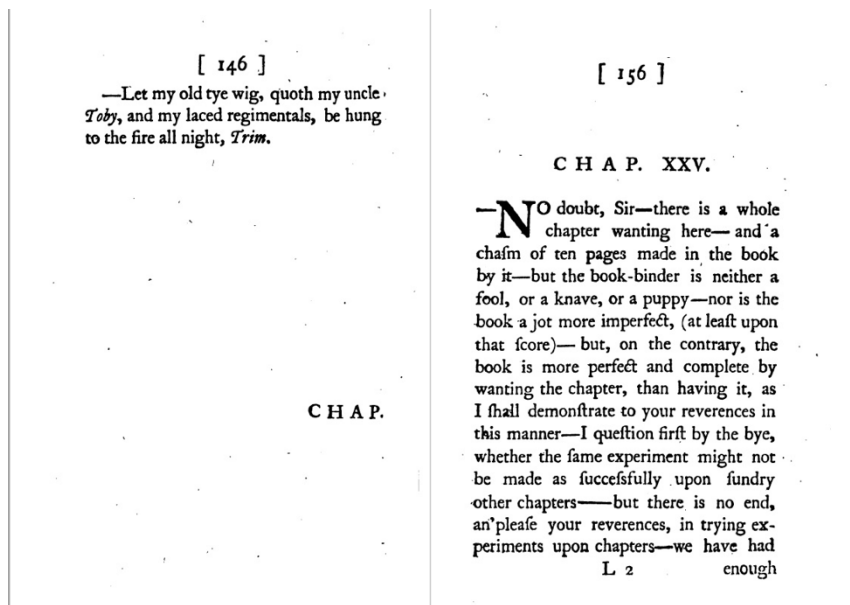 [ 146 ]
—Let my old tye wig, quoth my uncle
Toby, and my laced regimentals, be hung
to the fire all night, Trim.
CHAP.
[ 156 ]
CHAP. XXV.
—NO doubt, Sir—there is a whole
chapter wanting here— and a
chaſm of ten pages made in the book
by it—but the book-binder is neither a
fool, or a knave, or a puppy—nor is the
book a jot more imperfect, (at leaſt upon
that ſcore)— but, on the contrary, the
book is more perfect and complete by
wanting the chapter, than having it, as
I ſhall demonſtrate to your reverences in
this manner—I queſtion firſt by the bye,
whether the ſame experiment might not
be made as ſucceſsfully upon ſundry
other chapters——but there is no end,
an'pleaſe your reverences, in trying ex-
periments upon chapters—we have had
L 2 enough